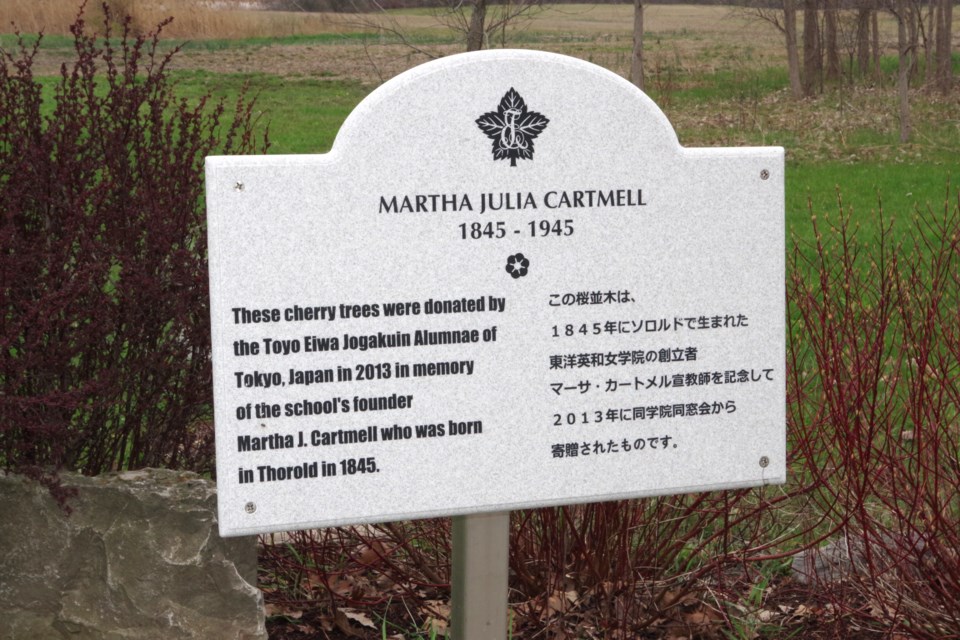 MARTHA JULIA CARTMELL
1845 - 1945
These cherry trees were donated by
the Toyo Eiwa Jogakuin Alumnae of
Tokyo, Japan in 2013 in memory
of the school's founder
Martha J. Cartmell who was born
in Thorold in 1845.
この桜並木は、
１８４５年にソロルドで生まれた
東洋英和女学院の創立者
マーサ・カートメル宣教師を記念して
２０１３年に同学院同窓会から
寄贈されたものです。